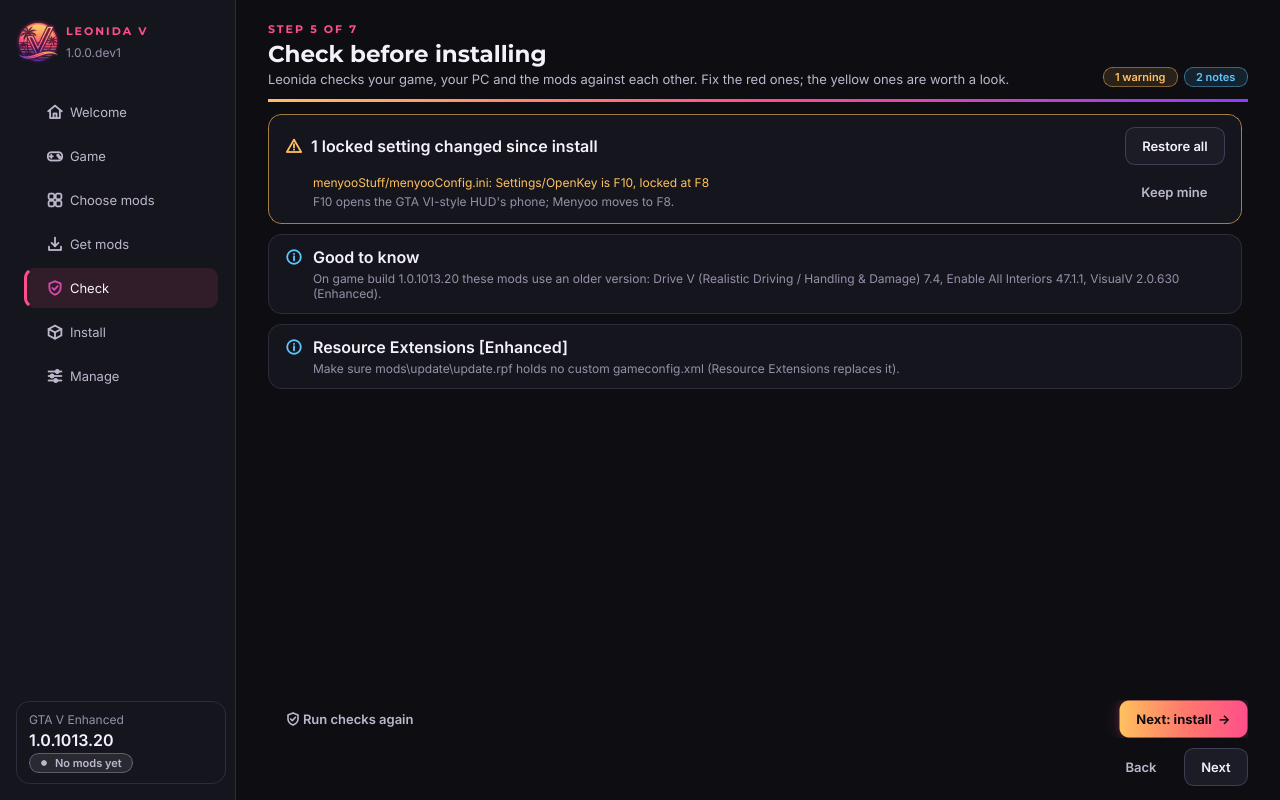 LEONIDA V
1.0.0.dev1
Welcome
Game
Choose mods
Get mods
Check
Install
Manage
GTA V Enhanced
1.0.1013.20
No mods yet
STEP 5 OF 7
Check before installing
Leonida checks your game, your PC and the mods against each other. Fix the red ones; the yellow ones are worth a look.
1 warning
2 notes
1 locked setting changed since install
Restore all
menyooStuff/menyooConfig.ini: Settings/OpenKey is F10, locked at F8
F10 opens the GTA VI-style HUD's phone; Menyoo moves to F8.
Keep mine
Good to know
On game build 1.0.1013.20 these mods use an older version: Drive V (Realistic Driving / Handling & Damage) 7.4, Enable All Interiors 47.1.1, VisualV 2.0.630
(Enhanced).
Resource Extensions [Enhanced]
Make sure mods\update\update.rpf holds no custom gameconfig.xml (Resource Extensions replaces it).
Run checks again
Next: install →
Back
Next